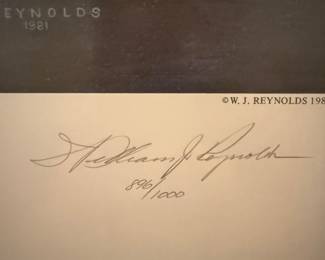 REYNOLDS
1981
© W. J. REYNOLDS 198
William J. Reynolds
896/1000